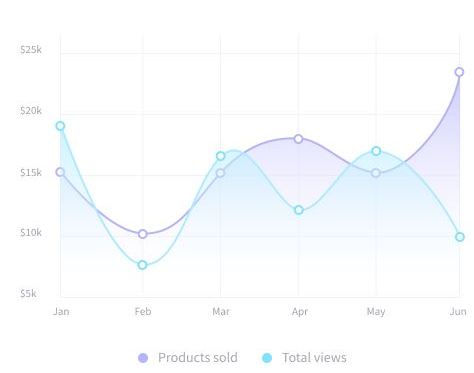 $25k
$20k
$15k
$10k
$5k
Jan Feb Mar Apr May Jun
Products sold Total views